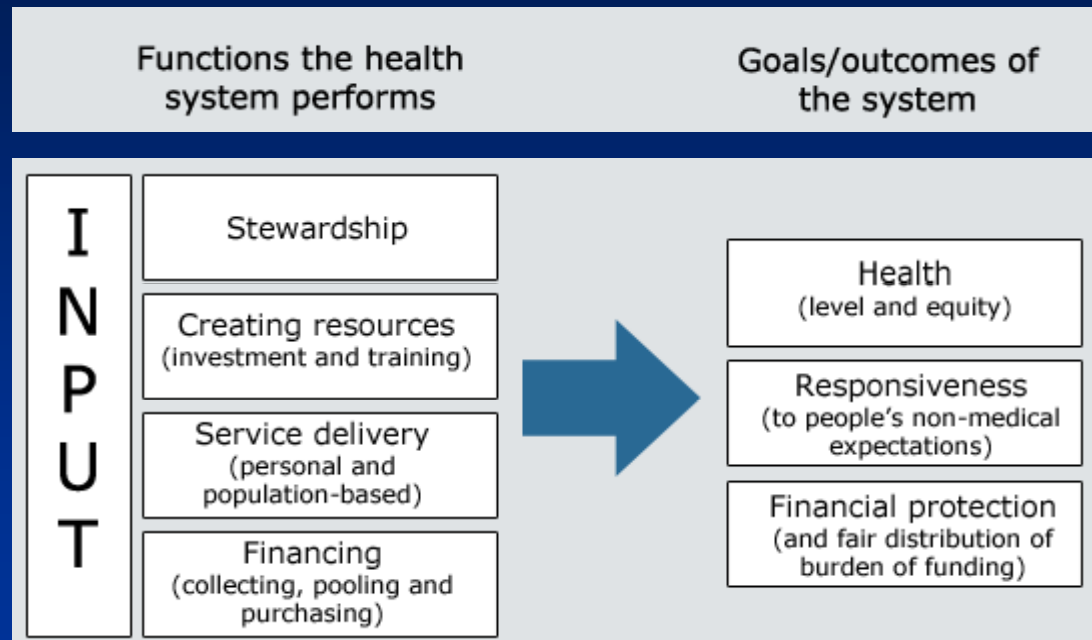 Functions the health
system performs
Goals/outcomes of
the system
INPUT
Stewardship
Creating resources
(investment and training)
Service delivery
(personal and
population-based)
Financing
(collecting, pooling and
purchasing)
Health
(level and equity)
Responsiveness
(to people's non-medical
expectations)
Financial protection
(and fair distribution of
burden of funding)